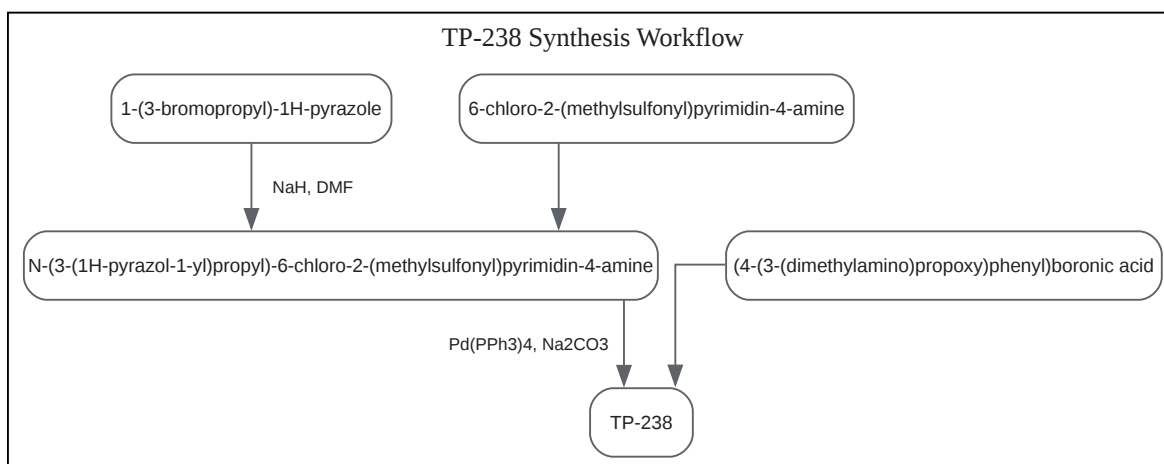 TP-238 Synthesis Workflow
1-(3-bromopropyl)-1H-pyrazole
6-chloro-2-(methylsulfonyl)pyrimidin-4-amine
NaH, DMF
N-(3-(1H-pyrazol-1-yl)propyl)-6-chloro-2-(methylsulfonyl)pyrimidin-4-amine
(4-(3-(dimethylamino)propoxy)phenyl)boronic acid
Pd(PPh3)4, Na2CO3
TP-238